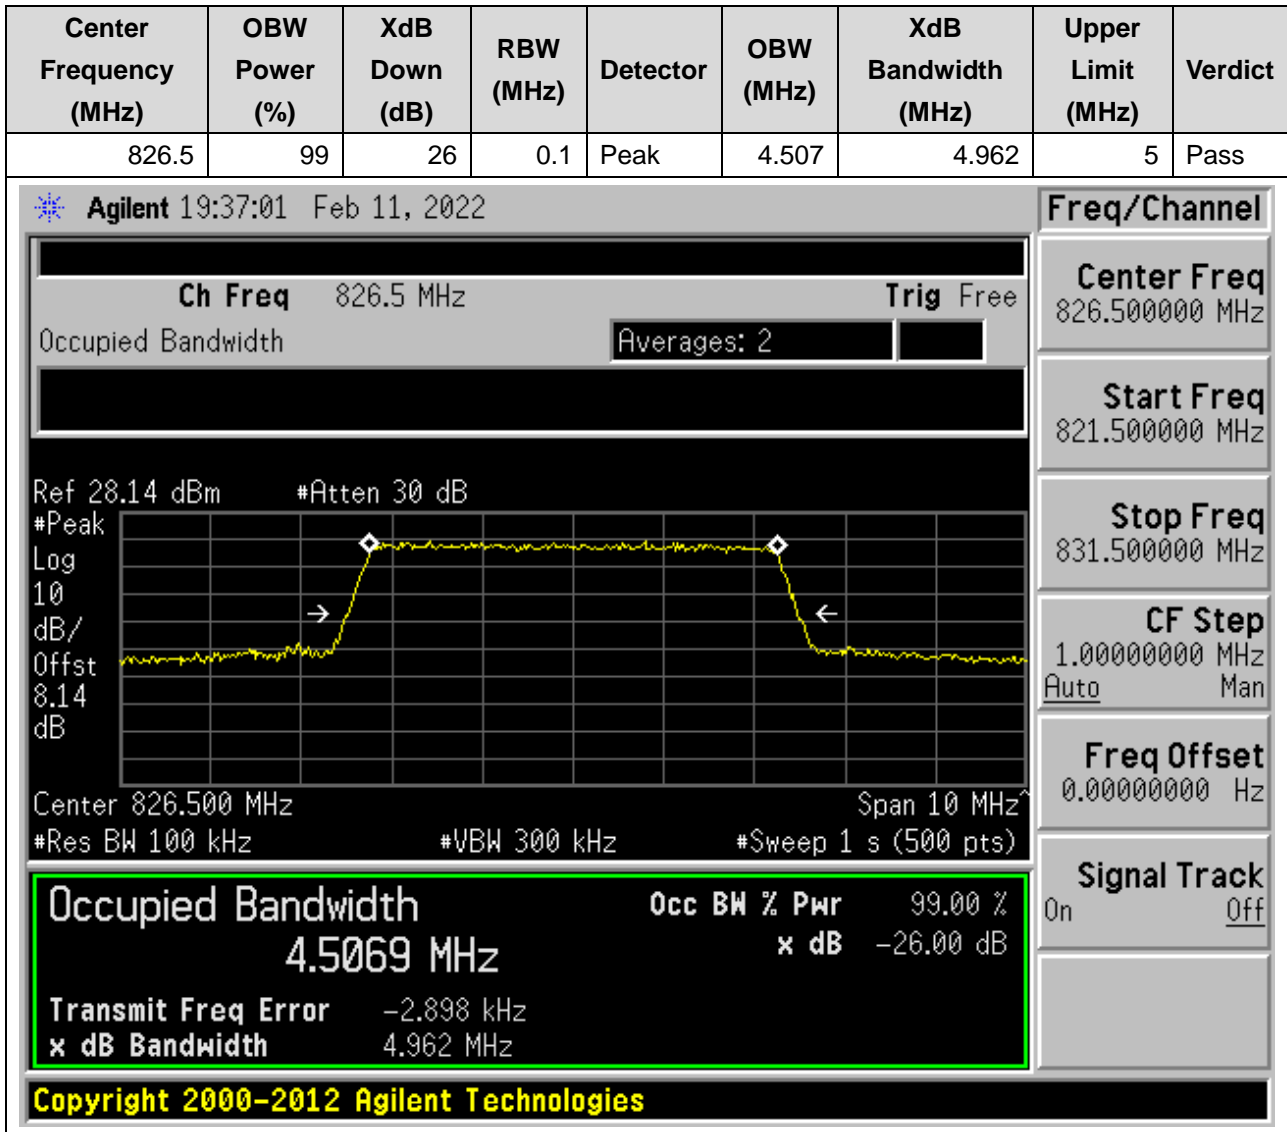 Center Frequency (MHz) OBW Power (%) XdB Down (dB) RBW (MHz) Detector OBW (MHz) XdB Bandwidth (MHz) Upper Limit (MHz) Verdict
826.5 99 26 0.1 Peak 4.507 4.962 5 Pass
Agilent 19:37:01 Feb 11, 2022
Ch Freq 826.5 MHz Trig Free
Occupied Bandwidth Averages: 2
Ref 28.14 dBm #Atten 30 dB
#Peak
Log
10
dB/
Offst
8.14
dB
Center 826.500 MHz Span 10 MHz^
#Res BW 100 kHz #VBW 300 kHz #Sweep 1 s (500 pts)
Occupied Bandwidth Occ BW % Pwr 99.00 %
4.5069 MHz x dB -26.00 dB
Transmit Freq Error -2.898 kHz
x dB Bandwidth 4.962 MHz
Copyright 2000-2012 Agilent Technologies
Freq/Channel
Center Freq
826.500000 MHz
Start Freq
821.500000 MHz
Stop Freq
831.500000 MHz
CF Step
1.00000000 MHz
Auto Man
Freq Offset
0.00000000 Hz
Signal Track
On Off